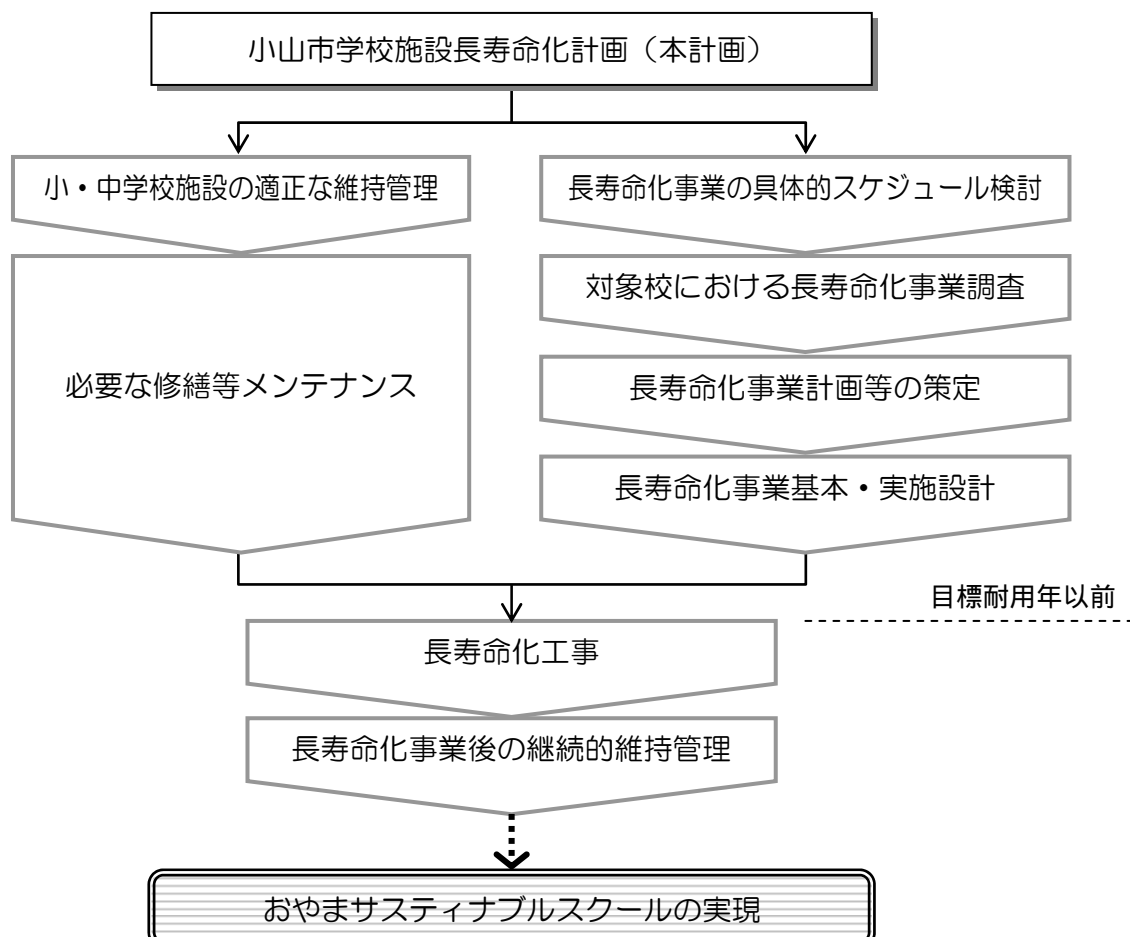 小山市学校施設長寿命化計画（本計画）
小・中学校施設の適正な維持管理
必要な修繕等メンテナンス
長寿命化事業の具体的スケジュール検討
対象校における長寿命化事業調査
長寿命化事業計画等の策定
長寿命化事業基本・実施設計
目標耐用年以前
長寿命化工事
長寿命化事業後の継続的維持管理
おやまサスティナブルスクールの実現